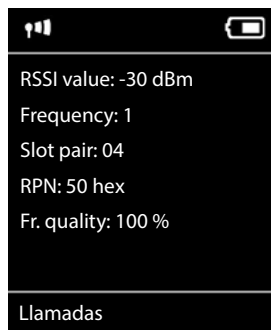 RSSI value: -30 dBm
Frequency: 1
Slot pair: 04
RPN: 50 hex
Fr. quality: 100 %
Llamadas